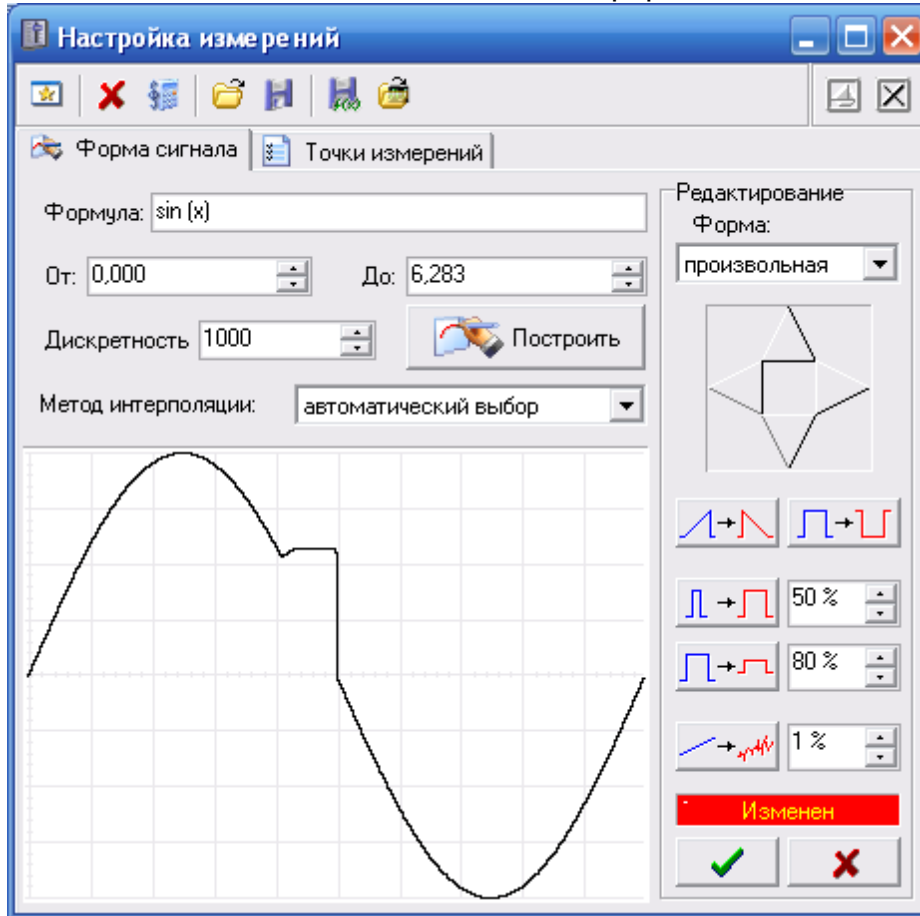 Настройка измерений
Форма сигнала
Точки измерений
Формула: sin (x)
От: 0,000
До: 6,283
Дискретность 1000
Построить
Метод интерполяции: автоматический выбор
Редактирование
Форма:
произвольная
50 %
80 %
1 %
Изменен